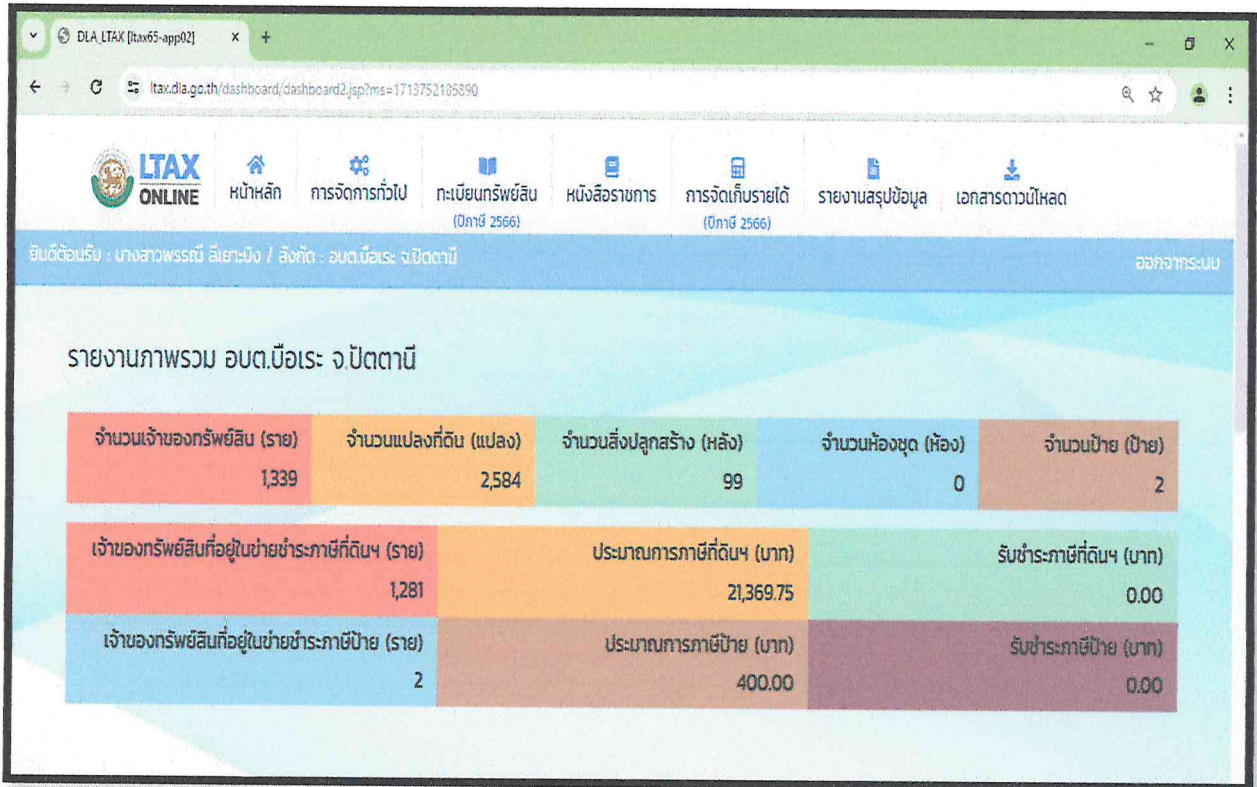 DLA_LTAX [ltax65-app02]
ltax.dla.go.th/dashboard/dashboard2.jsp?ms=1713752185890
LTAX ONLINE
หน้าหลัก การจัดการทั่วไป ทะเบียนทรัพย์สิน หนังสือราชการ การจัดเก็บรายได้ รายงานสรุปข้อมูล เอกสารดาวน์โหลด
(ปีภาษี 2566) (ปีภาษี 2566)
ยินดีต้อนรับ : นางสาวพรรณี ลีเยาะบิง / สังกัด : อบต.บือเระ จ.ปัตตานี ออกจากระบบ
รายงานภาพรวม อบต.บือเระ จ.ปัตตานี
จำนวนเจ้าของทรัพย์สิน (ราย) จำนวนแปลงที่ดิน (แปลง) จำนวนสิ่งปลูกสร้าง (หลัง) จำนวนห้องชุด (ห้อง) จำนวนป้าย (ป้าย)
1,339 2,584 99 0 2
เจ้าของทรัพย์สินที่อยู่ในข่ายชำระภาษีที่ดินฯ (ราย) ประมาณการภาษีที่ดินฯ (บาท) รับชำระภาษีที่ดินฯ (บาท)
1,281 21,369.75 0.00
เจ้าของทรัพย์สินที่อยู่ในข่ายชำระภาษีป้าย (ราย) ประมาณการภาษีป้าย (บาท) รับชำระภาษีป้าย (บาท)
2 400.00 0.00